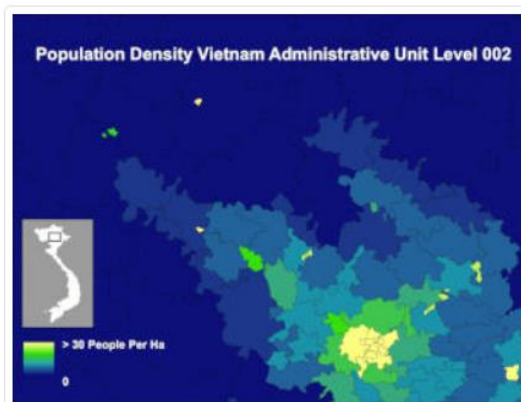 Population Density Vietnam Administrative Unit Level 002
> 30 People Per Ha
0